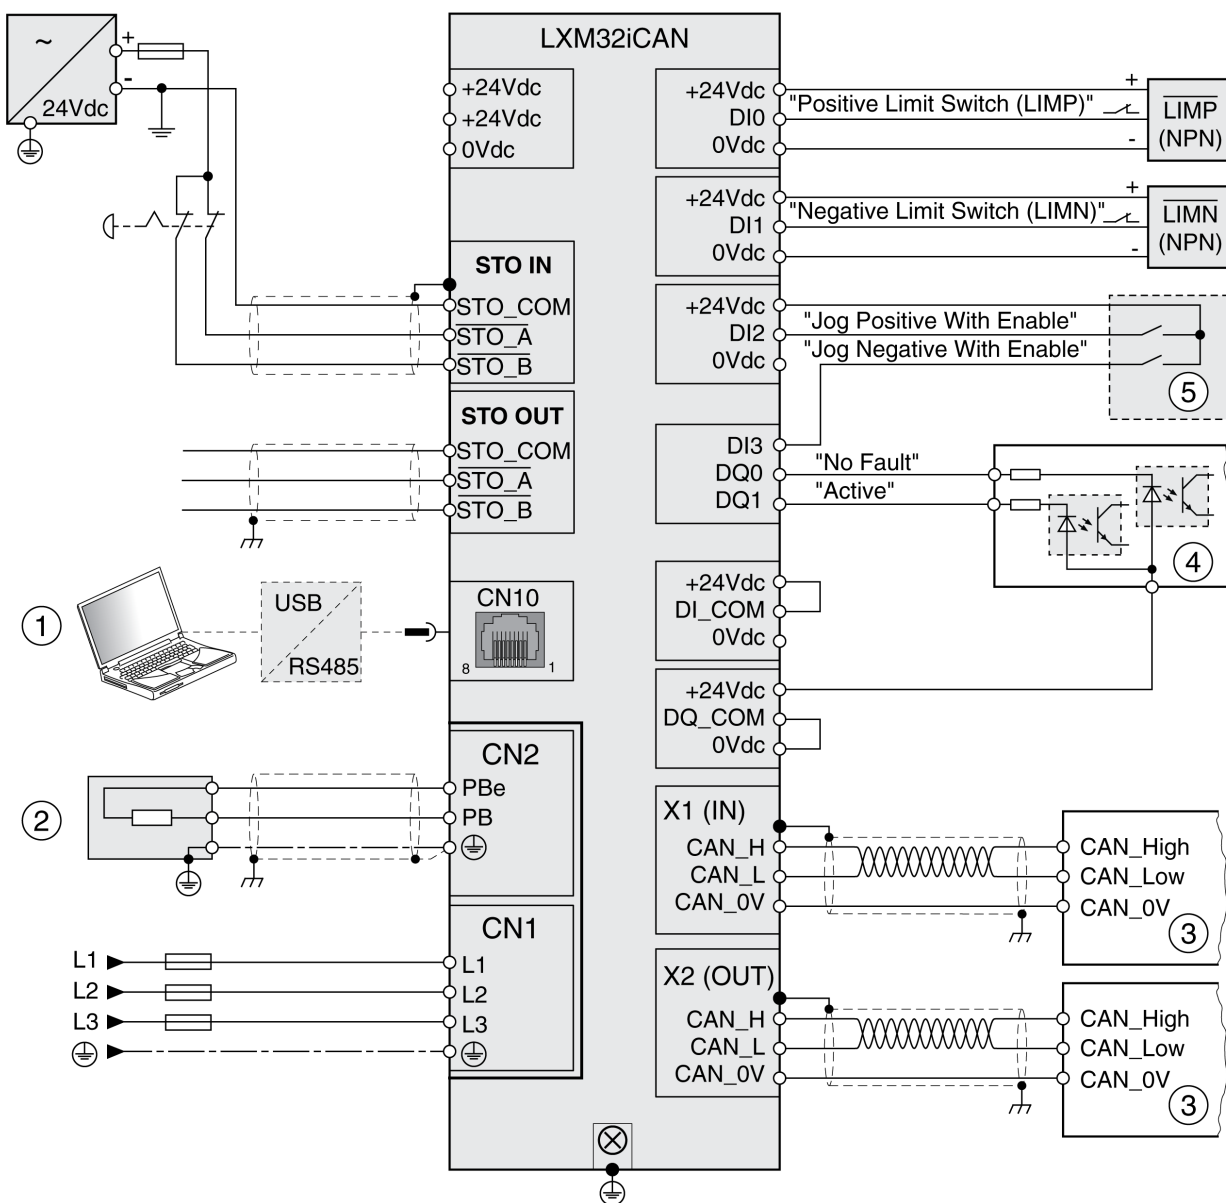 LXM32iCAN
~
+
-
24Vdc
+24Vdc
+24Vdc
0Vdc
STO IN
STO_COM
STO_A
STO_B
STO OUT
STO_COM
STO_A
STO_B
1
USB
RS485
CN10
8 1
2
CN2
PBe
PB
CN1
L1 L1
L2 L2
L3 L3
+24Vdc
DI0
0Vdc
"Positive Limit Switch (LIMP)"
+
-
LIMP
(NPN)
+24Vdc
DI1
0Vdc
"Negative Limit Switch (LIMN)"
+
-
LIMN
(NPN)
+24Vdc
DI2
0Vdc
"Jog Positive With Enable"
"Jog Negative With Enable"
5
DI3
DQ0
DQ1
"No Fault"
"Active"
4
+24Vdc
DI_COM
0Vdc
+24Vdc
DQ_COM
0Vdc
X1 (IN)
CAN_H CAN_High
CAN_L CAN_Low
CAN_0V CAN_0V
3
X2 (OUT)
CAN_H CAN_High
CAN_L CAN_Low
CAN_0V CAN_0V
3